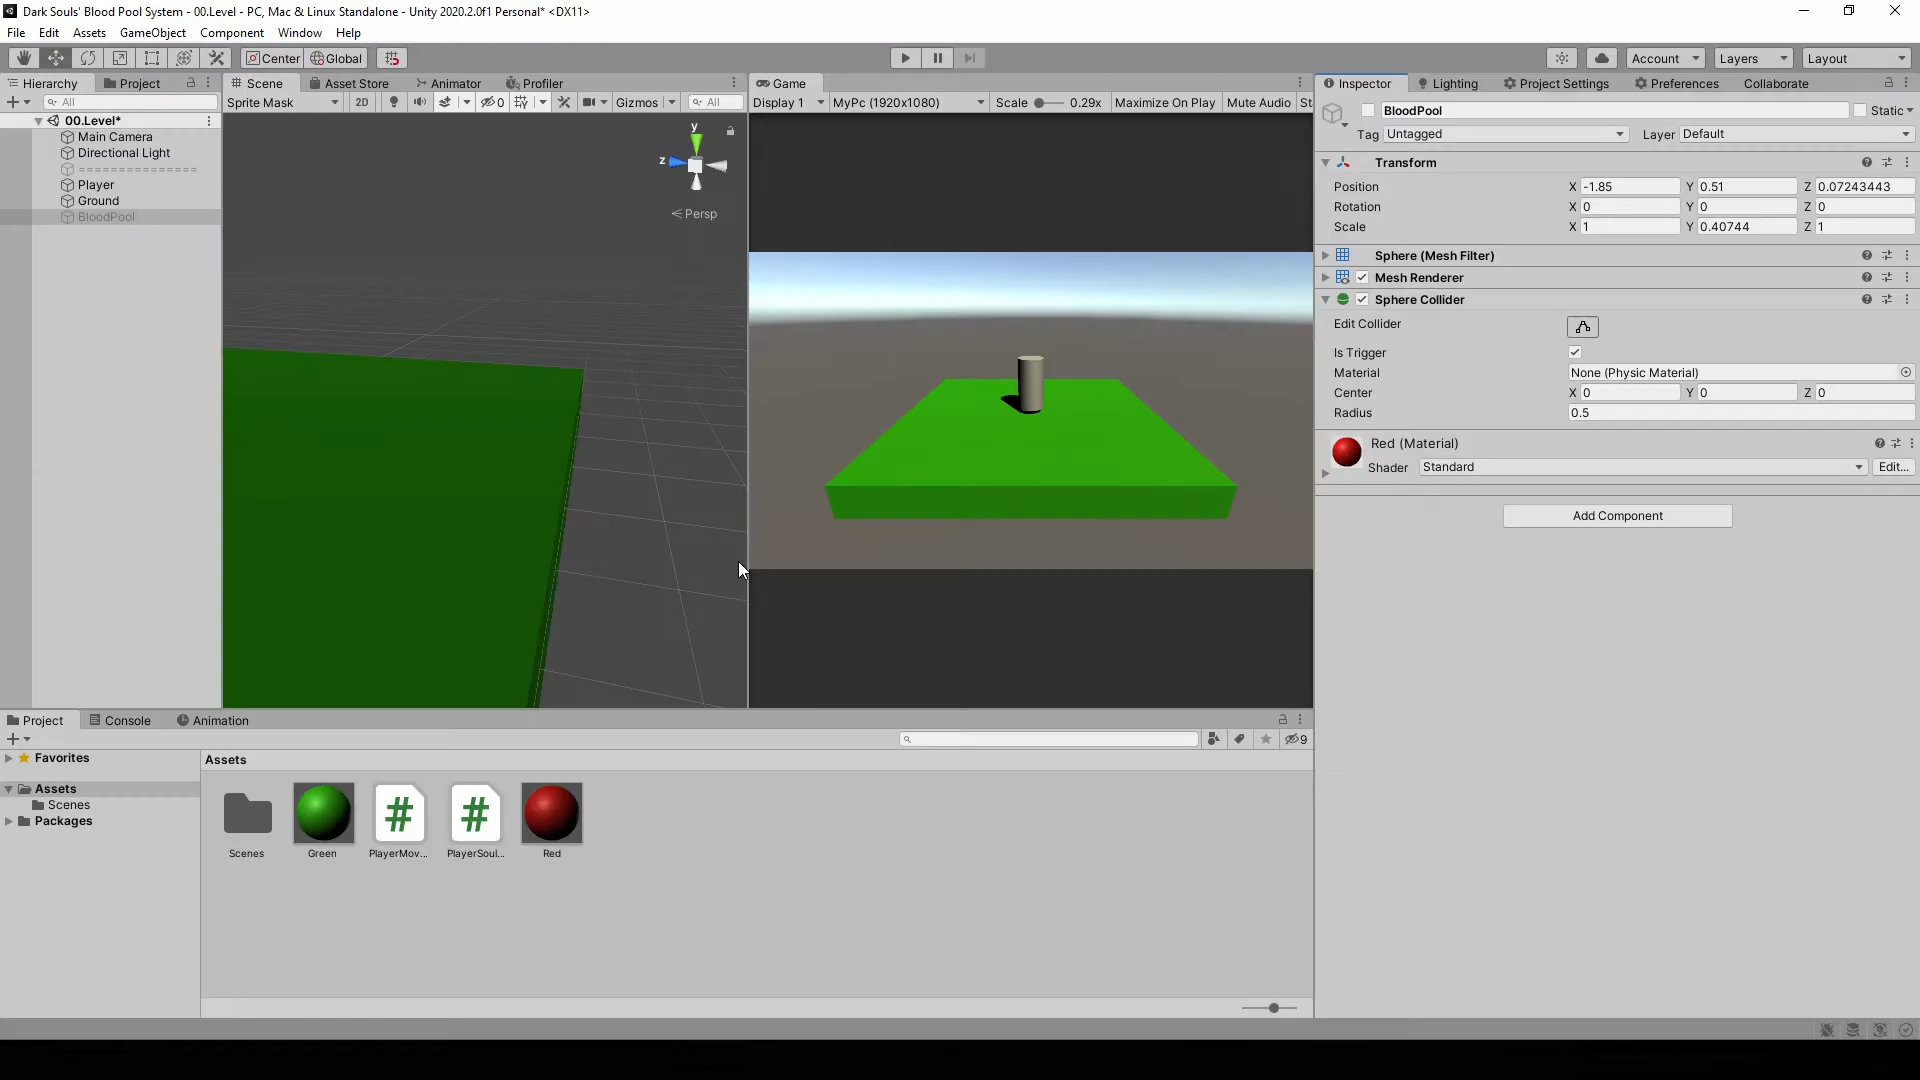 Dark Souls' Blood Pool System - 00.Level - PC, Mac & Linux Standalone - Unity 2020.2.0f1 Personal* <DX11>
File Edit Assets GameObject Component Window Help
Center Global Account Layers Layout
Hierarchy Project
All
00.Level*
Main Camera
Directional Light
================
Player
Ground
BloodPool
Scene Asset Store Animator Profiler
Sprite Mask 2D 0 Gizmos All
y
z
Persp
Game
Display 1 MyPc (1920x1080) Scale 0.29x Maximize On Play Mute Audio St
Inspector Lighting Project Settings Preferences Collaborate
BloodPool Static
Tag Untagged Layer Default
Transform
Position X -1.85 Y 0.51 Z 0.07243443
Rotation X 0 Y 0 Z 0
Scale X 1 Y 0.40744 Z 1
Sphere (Mesh Filter)
Mesh Renderer
Sphere Collider
Edit Collider
Is Trigger
Material None (Physic Material)
Center X 0 Y 0 Z 0
Radius 0.5
Red (Material)
Shader Standard Edit...
Add Component
Project Console Animation
9
Favorites
Assets
Scenes
Packages
Assets
Scenes Green PlayerMov... PlayerSoul... Red